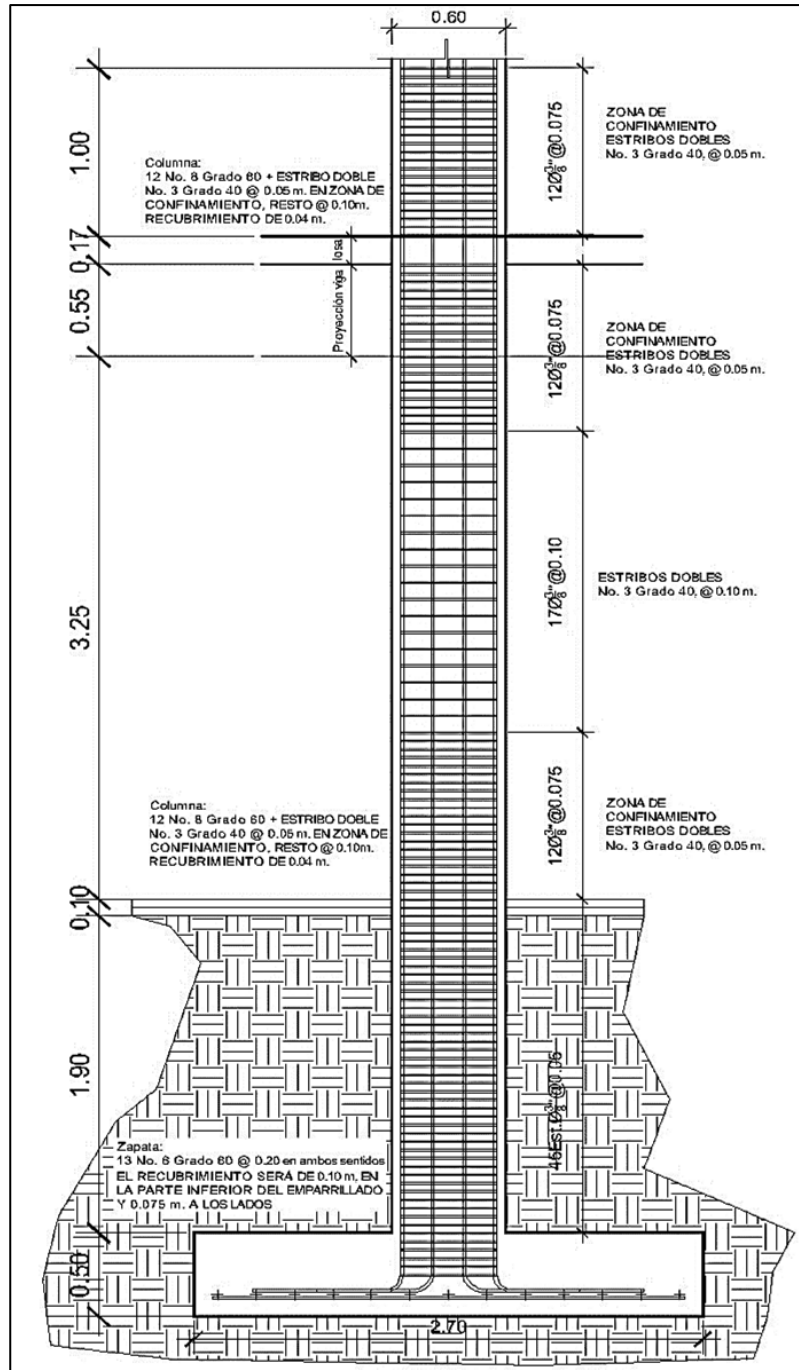 0.60
1.00
Columna:
12 No. 8 Grado 60 + ESTRIBO DOBLE
No. 3 Grado 40 @ 0.05 m. EN ZONA DE
CONFINAMIENTO, RESTO @ 0.10m.
RECUBRIMIENTO DE 0.04 m.
12Ø3/8"@0.075
ZONA DE
CONFINAMIENTO
ESTRIBOS DOBLES
No. 3 Grado 40, @ 0.05 m.
0.17
losa
0.55
Proyección viga
12Ø3/8"@0.075
ZONA DE
CONFINAMIENTO
ESTRIBOS DOBLES
No. 3 Grado 40, @ 0.05 m.
3.25
17Ø3/8"@0.10
ESTRIBOS DOBLES
No. 3 Grado 40, @ 0.10 m.
Columna:
12 No. 8 Grado 60 + ESTRIBO DOBLE
No. 3 Grado 40 @ 0.05 m. EN ZONA DE
CONFINAMIENTO, RESTO @ 0.10m.
RECUBRIMIENTO DE 0.04 m.
12Ø3/8"@0.075
ZONA DE
CONFINAMIENTO
ESTRIBOS DOBLES
No. 3 Grado 40, @ 0.05 m.
0.10
1.90
46Est.Ø3/8"@0.05
Zapata:
13 No. 6 Grado 60 @ 0.20 en ambos sentidos
EL RECUBRIMIENTO SERÁ DE 0.10 m. EN
LA PARTE INFERIOR DEL EMPARRILLADO
Y 0.075 m. A LOS LADOS
0.50
2.70